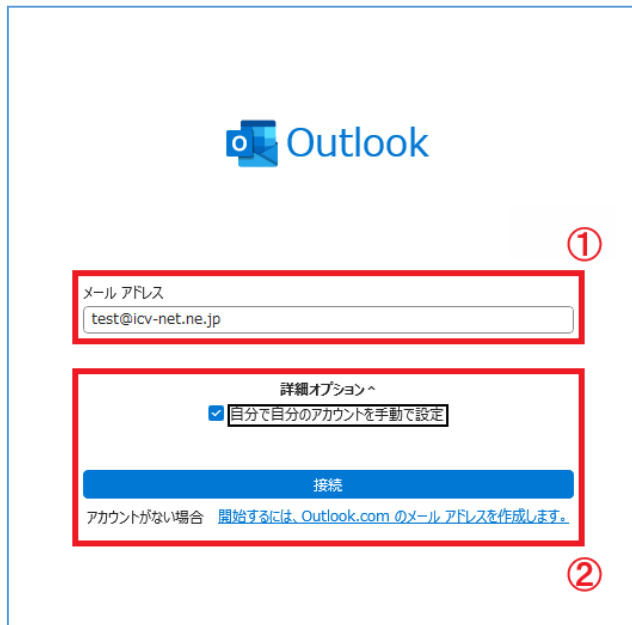 Outlook
①
メール アドレス
test@icv-net.ne.jp
詳細オプション ^
自分で自分のアカウントを手動で設定
接続
アカウントがない場合 開始するには、Outlook.com のメール アドレスを作成します。
②